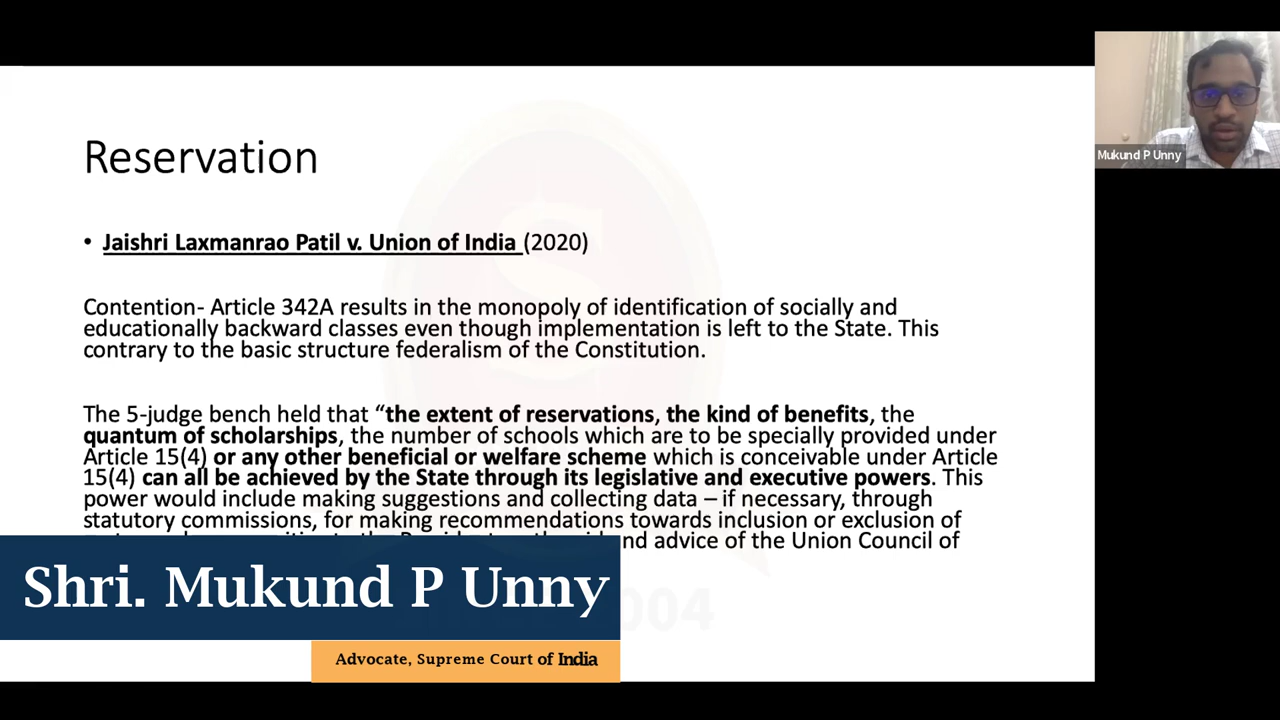 Reservation
• Jaishri Laxmanrao Patil v. Union of India (2020)
Contention- Article 342A results in the monopoly of identification of socially and
educationally backward classes even though implementation is left to the State. This
contrary to the basic structure federalism of the Constitution.
The 5-judge bench held that “the extent of reservations, the kind of benefits, the
quantum of scholarships, the number of schools which are to be specially provided under
Article 15(4) or any other beneficial or welfare scheme which is conceivable under Article
15(4) can all be achieved by the State through its legislative and executive powers. This
power would include making suggestions and collecting data – if necessary, through
statutory commissions, for making recommendations towards inclusion or exclusion of
and advice of the Union Council of
Shri. Mukund P Unny
Advocate, Supreme Court of India
004
Mukund P Unny